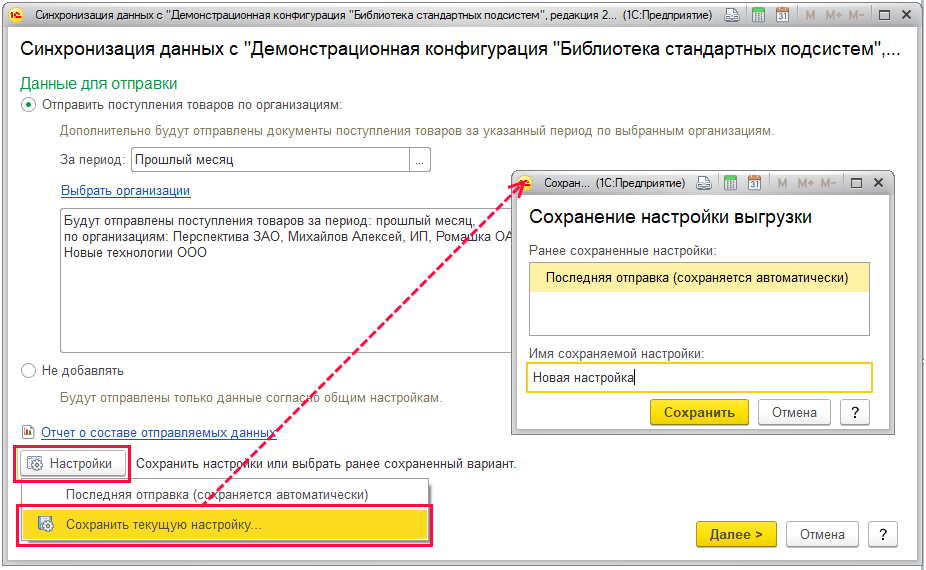 Синхронизация данных с "Демонстрационная конфигурация "Библиотека стандартных подсистем", редакция 2... (1С:Предприятие)
31 M M+ M-
Синхронизация данных с "Демонстрационная конфигурация "Библиотека стандартных подсистем",...
Данные для отправки
Отправить поступления товаров по организациям:
Дополнительно будут отправлены документы поступления товаров за указанный период по выбранным организациям.
За период: Прошлый месяц ...
Выбрать организации
Будут отправлены поступления товаров за период: прошлый месяц,
по организациям: Перспектива ЗАО, Михайлов Алексей, ИП, Ромашка ОА
Новые технологии ООО
Не добавлять
Будут отправлены только данные согласно общим настройкам.
Отчет о составе отправляемых данных
Настройки Сохранить настройки или выбрать ранее сохраненный вариант.
Последняя отправка (сохраняется автоматически)
Сохранить текущую настройку...
Далее > Отмена ?
Сохран... (1С:Предприятие) 31 M M+ M-
Сохранение настройки выгрузки
Ранее сохраненные настройки:
Последняя отправка (сохраняется автоматически)
Имя сохраняемой настройки:
Новая настройка
Сохранить Отмена ?